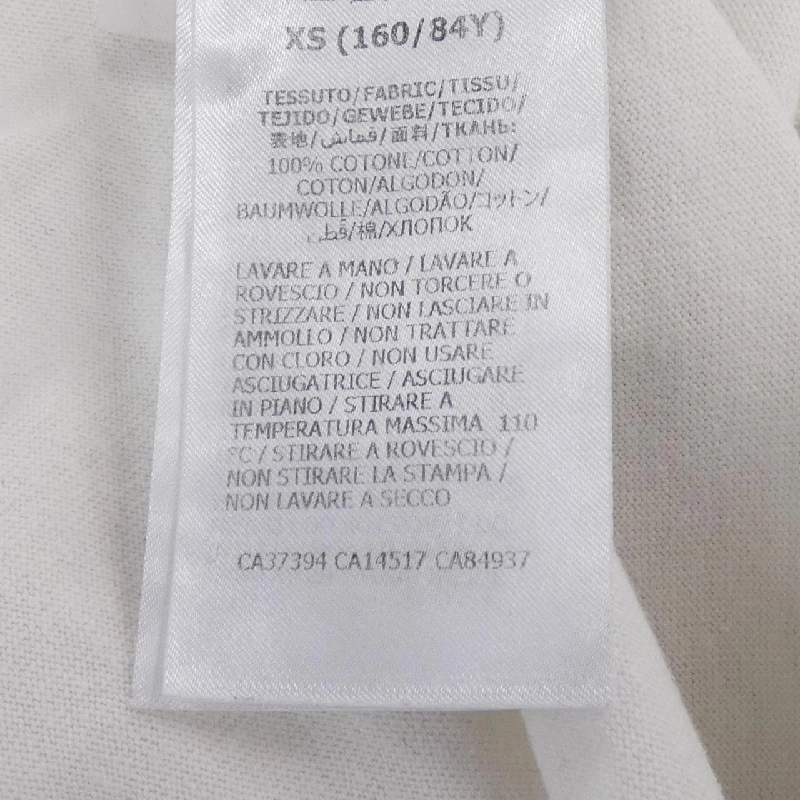 XS (160/84Y)
TESSUTO/FABRIC/TISSU/
TEJIDO/GEWEBE/TECIDO/
表地/قماش/面料/ТКАНЬ:
100% COTONE/COTTON/
COTON/ALGODON/
BAUMWOLLE/ALGODÃO/コットン/
قطن/棉/ХЛОПОК
LAVARE A MANO / LAVARE A
ROVESCIO / NON TORCERE O
STRIZZARE / NON LASCIARE IN
AMMOLLO / NON TRATTARE
CON CLORO / NON USARE
ASCIUGATRICE / ASCIUGARE
IN PIANO / STIRARE A
TEMPERATURA MASSIMA 110
°C / STIRARE A ROVESCIO /
NON STIRARE LA STAMPA /
NON LAVARE A SECCO
CA37394 CA14517 CA84937